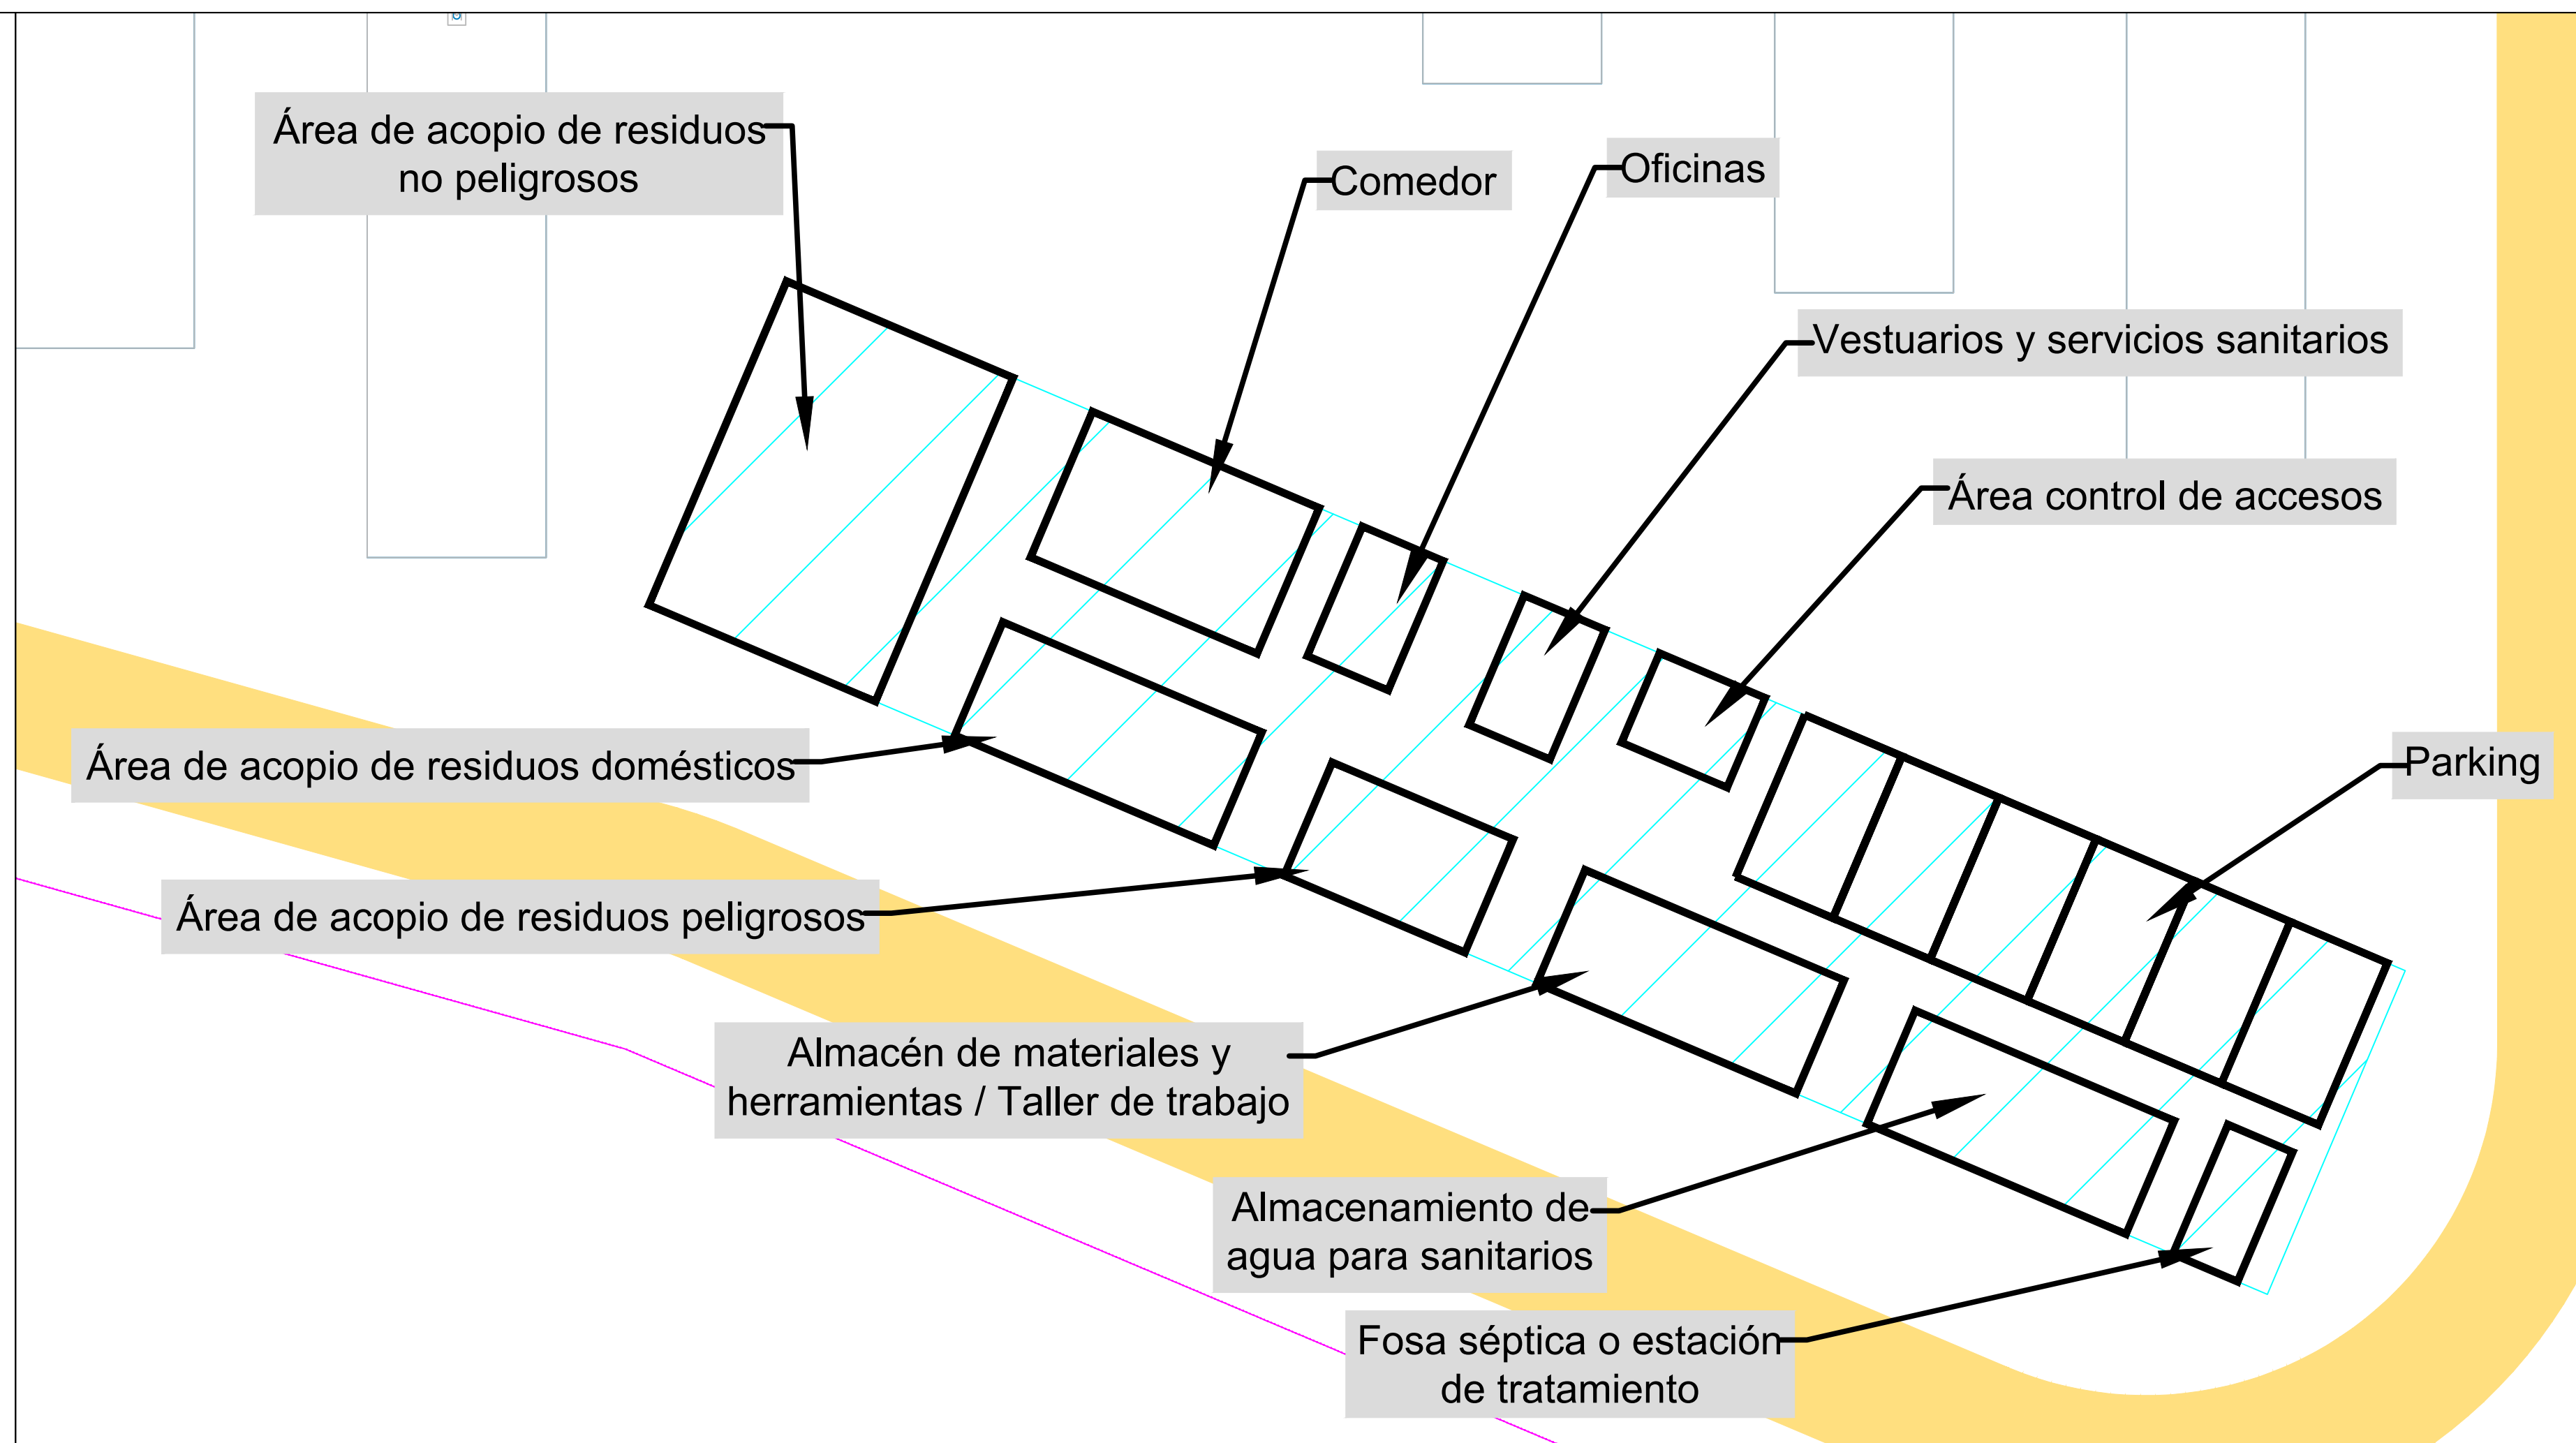 Área de acopio de residuos
no peligrosos
Comedor
Oficinas
Vestuarios y servicios sanitarios
Área control de accesos
Parking
Área de acopio de residuos domésticos
Área de acopio de residuos peligrosos
Almacén de materiales y
herramientas / Taller de trabajo
Almacenamiento de
agua para sanitarios
Fosa séptica o estación
de tratamiento